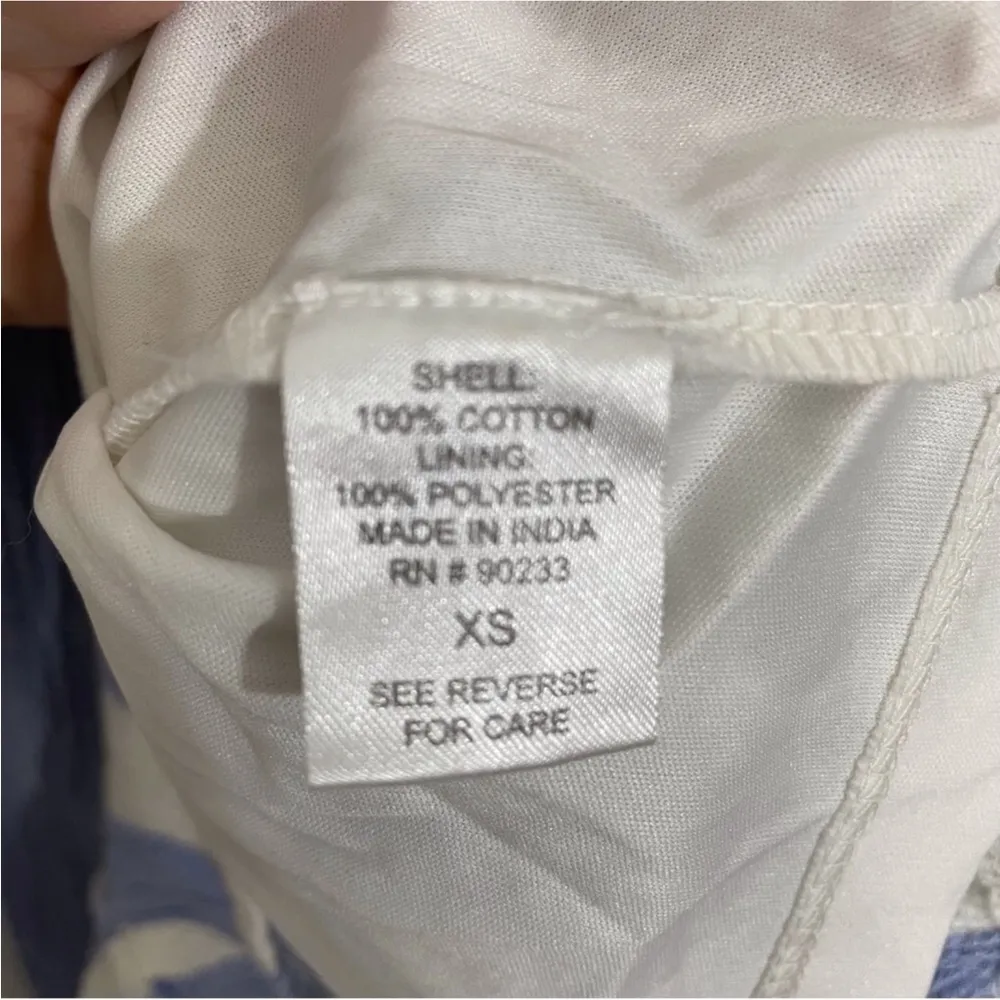 SHELL:
100% COTTON
LINING:
100% POLYESTER
MADE IN INDIA
RN # 90233
XS
SEE REVERSE
FOR CARE